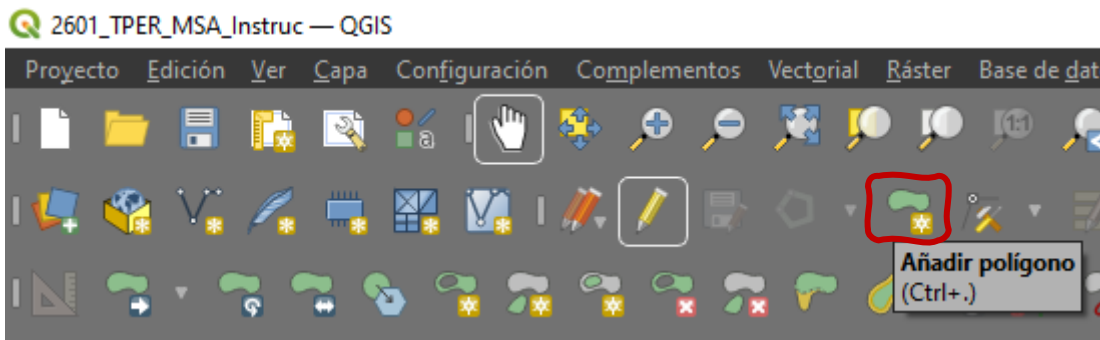 2601_TPER_MSA_Instruc — QGIS
Proyecto Edición Ver Capa Configuración Complementos Vectorial Ráster Base de dat
a
1:1
Añadir polígono
(Ctrl+.)